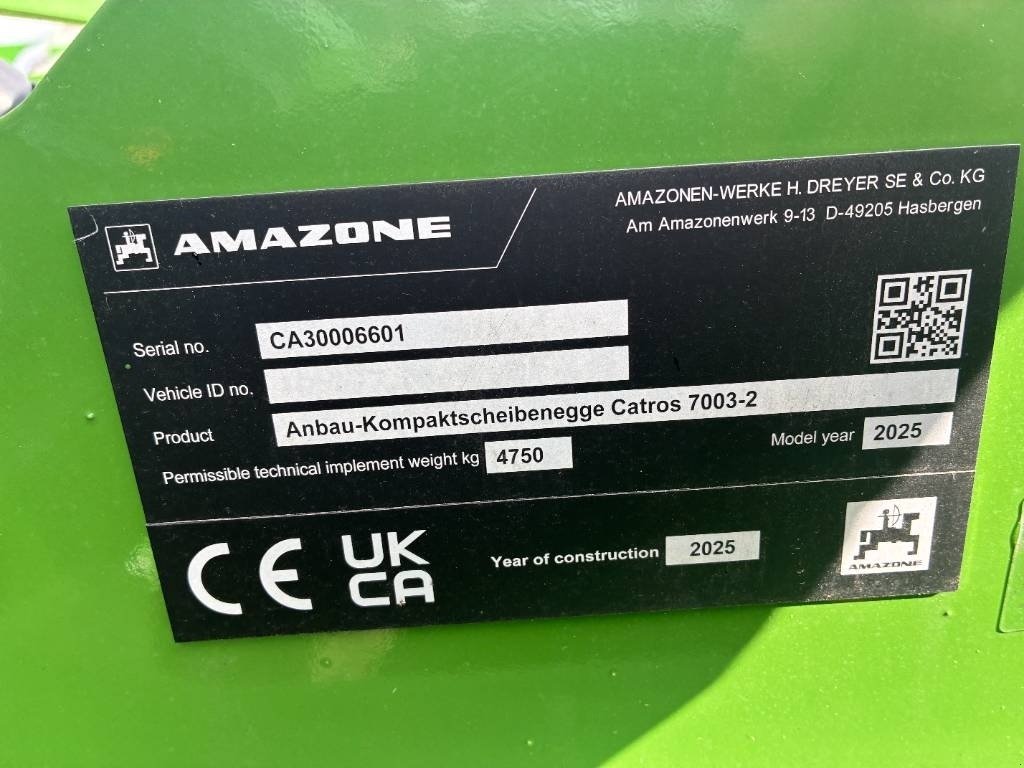 AMAZONE
AMAZONEN-WERKE H. DREYER SE & Co. KG
Am Amazonenwerk 9-13 D-49205 Hasbergen
Serial no. CA30006601
Vehicle ID no.
Product Anbau-Kompaktscheibenegge Catros 7003-2
Permissible technical implement weight kg 4750
Model year 2025
CE UK
CA
Year of construction 2025
AMAZONE